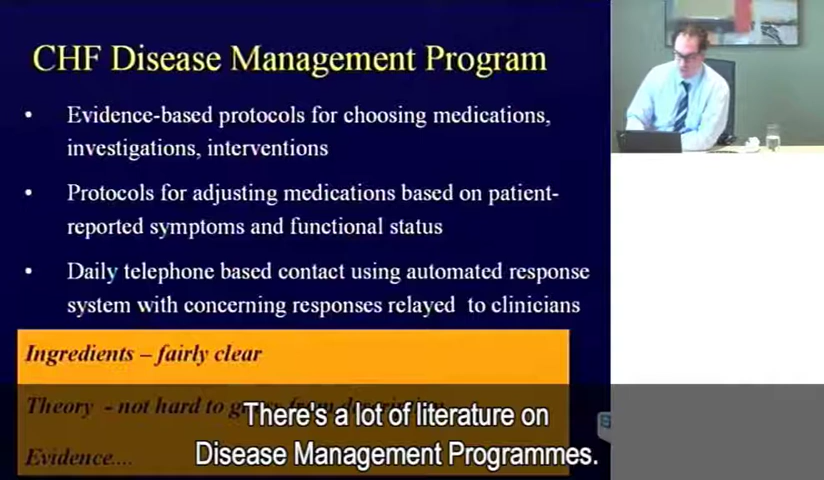 CHF Disease Management Program
• Evidence-based protocols for choosing medications,
investigations, interventions
• Protocols for adjusting medications based on patient-
reported symptoms and functional status
• Daily telephone based contact using automated response
system with concerning responses relayed to clinicians
Ingredients – fairly clear
Theory - not hard to
There's a lot of literature on
Evidence....
Disease Management Programmes.